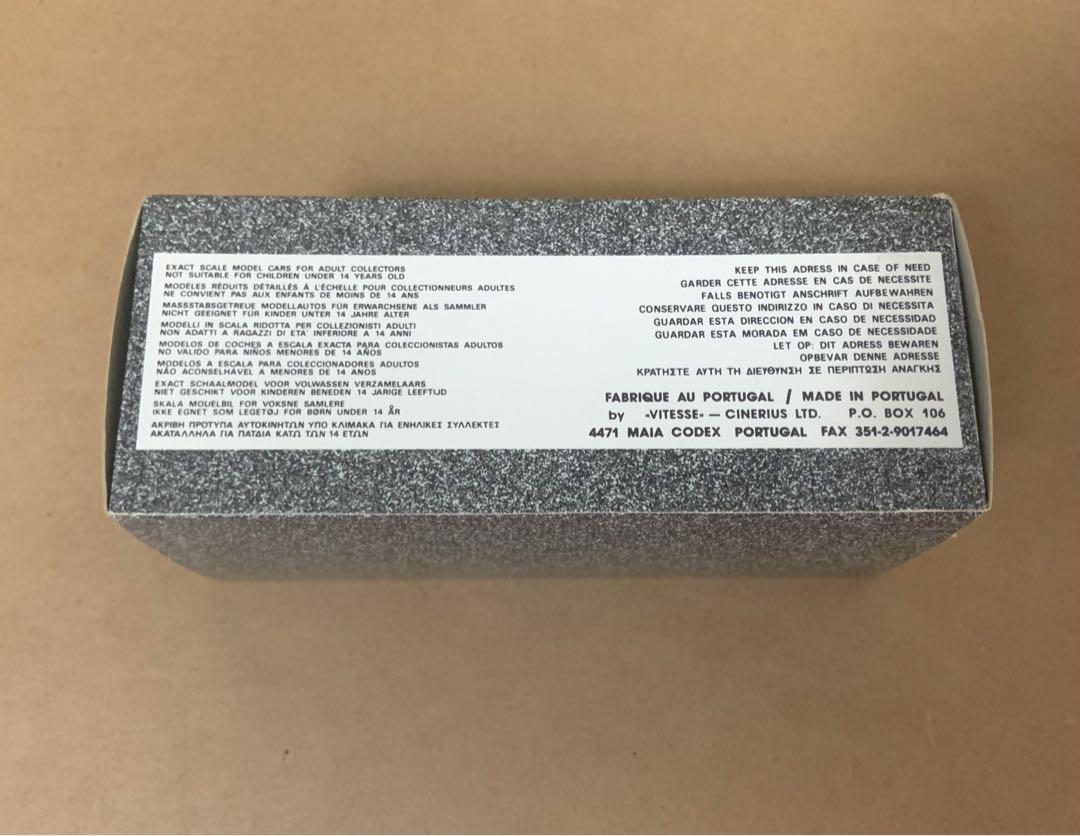 EXACT SCALE MODEL CARS FOR ADULT COLLECTORS
NOT SUITABLE FOR CHILDREN UNDER 14 YEARS OLD
MODÈLES RÉDUITS DÉTAILLÉS À L'ÉCHELLE POUR COLLECTIONNEURS ADULTES
NE CONVIENT PAS AUX ENFANTS DE MOINS DE 14 ANS
MASSSTABSGETREUE MODELLAUTOS FÜR ERWARCHSENE ALS SAMMLER
NICHT GEEIGNET FÜR KINDER UNTER 14 JAHRE ALTER
MODELLI IN SCALA RIDOTTA PER COLLEZIONISTI ADULTI
NON ADATTI A RAGAZZI DI ETA' INFERIORE A 14 ANNI
MODELOS DE COCHES A ESCALA EXACTA PARA COLECCIONISTAS ADULTOS
NO VALIDO PARA NIÑOS MENORES DE 14 AÑOS
MODELOS A ESCALA PARA COLECCIONADORES ADULTOS
NÃO ACONSELHÁVEL A MENORES DE 14 ANOS
EXACT SCHAALMODEL VOOR VOLWASSEN VERZAMELAARS
NIET GESCHIKT VOOR KINDEREN BENEDEN 14 JARIGE LEEFTIJD
SKALA MOUELBIL FOR VOKSNE SAMLERE
IKKE EGNET SOM LEGETØJ FOR BØRN UNDER 14 ÅR
ΑΚΡΙΒΗ ΠΡΟΤΥΠΑ ΑΥΤΟΚΙΝΗΤΩΝ ΥΠΟ ΚΛΙΜΑΚΑ ΓΙΑ ΕΝΗΛΙΚΕΣ ΣΥΛΛΕΚΤΕΣ
ΑΚΑΤΑΛΛΗΛΑ ΓΙΑ ΠΑΤΔΙΑ ΚΑΤΩ ΤΩΝ 14 ΕΤΩΝ
KEEP THIS ADRESS IN CASE OF NEED
GARDER CETTE ADRESSE EN CAS DE NECESSITE
FALLS BENOTIGT ANSCHRIFT AUFBEWAHREN
CONSERVARE QUESTO INDIRIZZO IN CASO DI NECESSITA
GUARDAR ESTA DIRECCION EN CASO DE NECESSIDAD
GUARDAR ESTA MORADA EM CASO DE NECESSIDADE
LET OP: DIT ADRESS BEWAREN
OPBEVAR DENNE ADRESSE
ΚΡΑΤΗΣΤΕ ΑΥΤΗ ΤΗ ΔΙΕΥΘΥΝΣΗ ΣΕ ΠΕΡΙΠΤΩΣΗ ΑΝΑΓΚΗΣ
FABRIQUE AU PORTUGAL / MADE IN PORTUGAL
by «VITESSE» — CINERIUS LTD. P.O. BOX 106
4471 MAIA CODEX PORTUGAL FAX 351-2-9017464